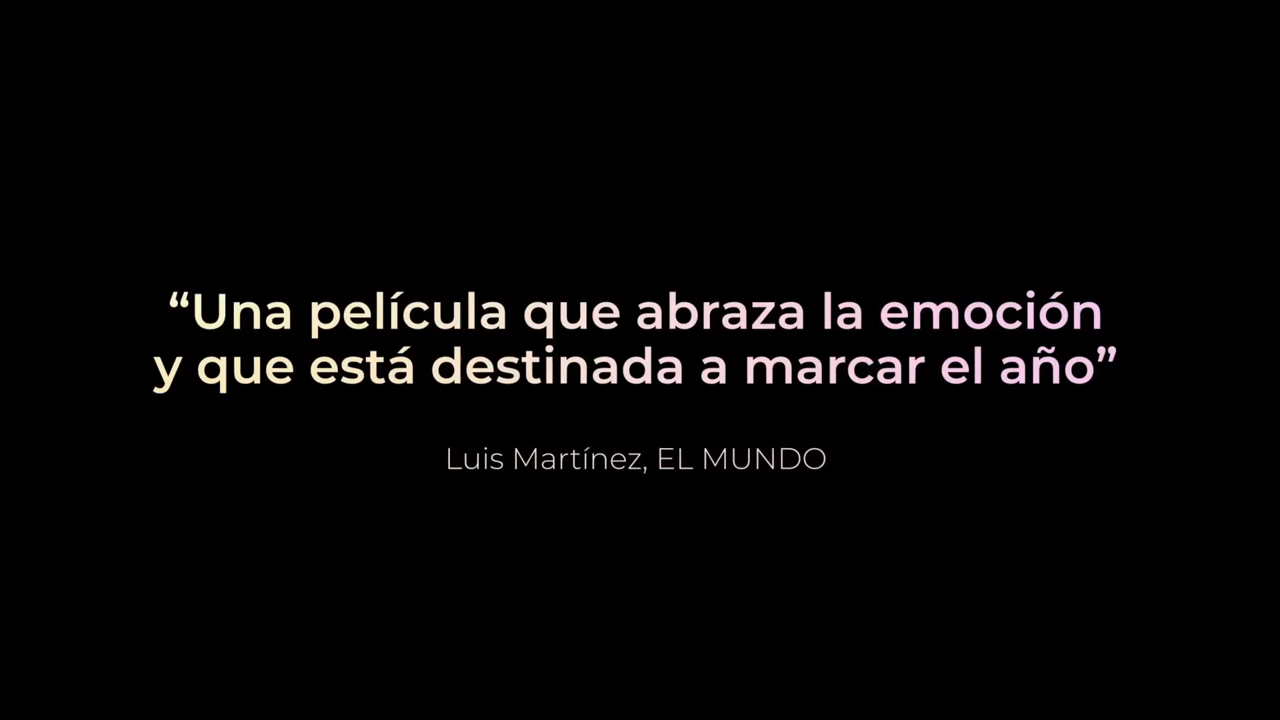 “Una película que abraza la emoción
y que está destinada a marcar el año”
Luis Martínez, EL MUNDO